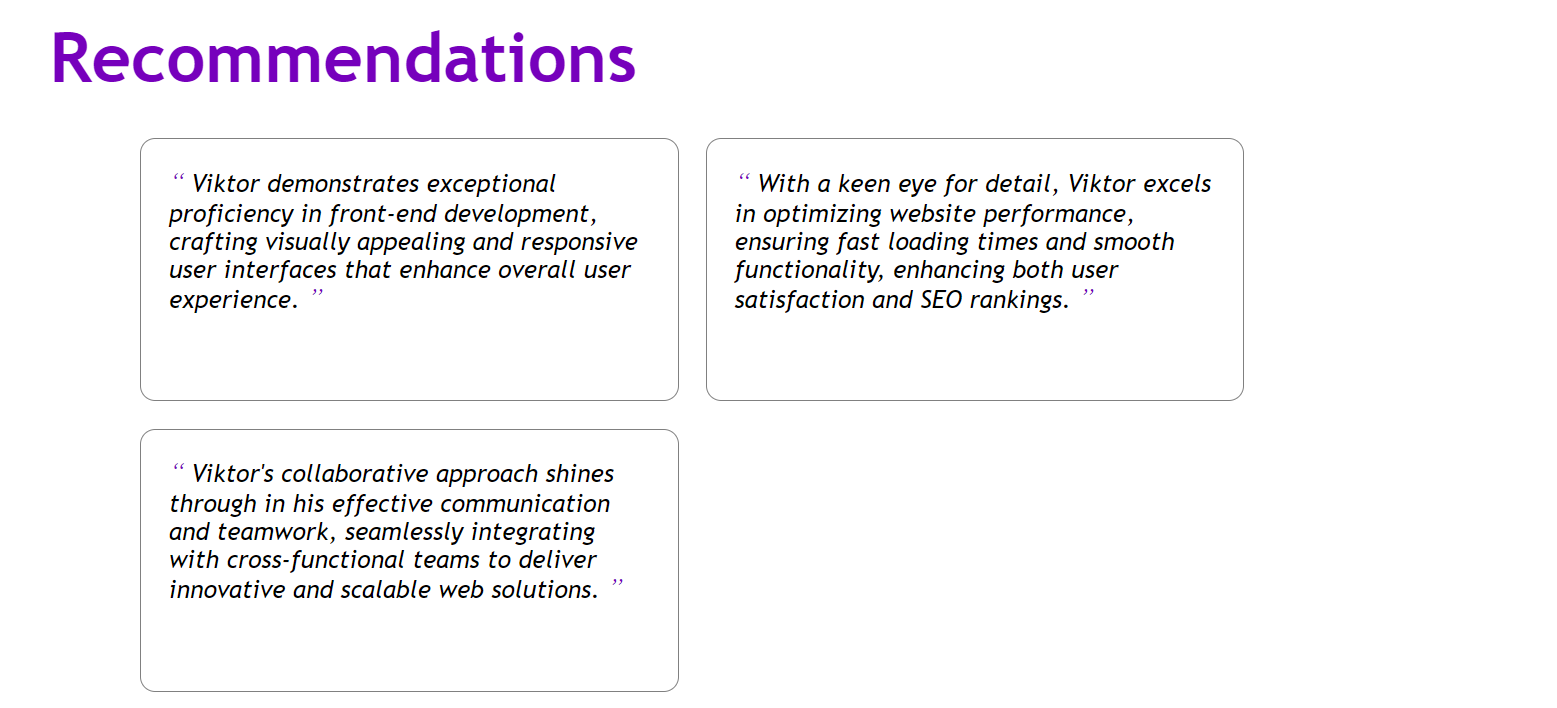 Recommendations
“ Viktor demonstrates exceptional
proficiency in front-end development,
crafting visually appealing and responsive
user interfaces that enhance overall user
experience. ”
“ With a keen eye for detail, Viktor excels
in optimizing website performance,
ensuring fast loading times and smooth
functionality, enhancing both user
satisfaction and SEO rankings. ”
“ Viktor's collaborative approach shines
through in his effective communication
and teamwork, seamlessly integrating
with cross-functional teams to deliver
innovative and scalable web solutions. ”